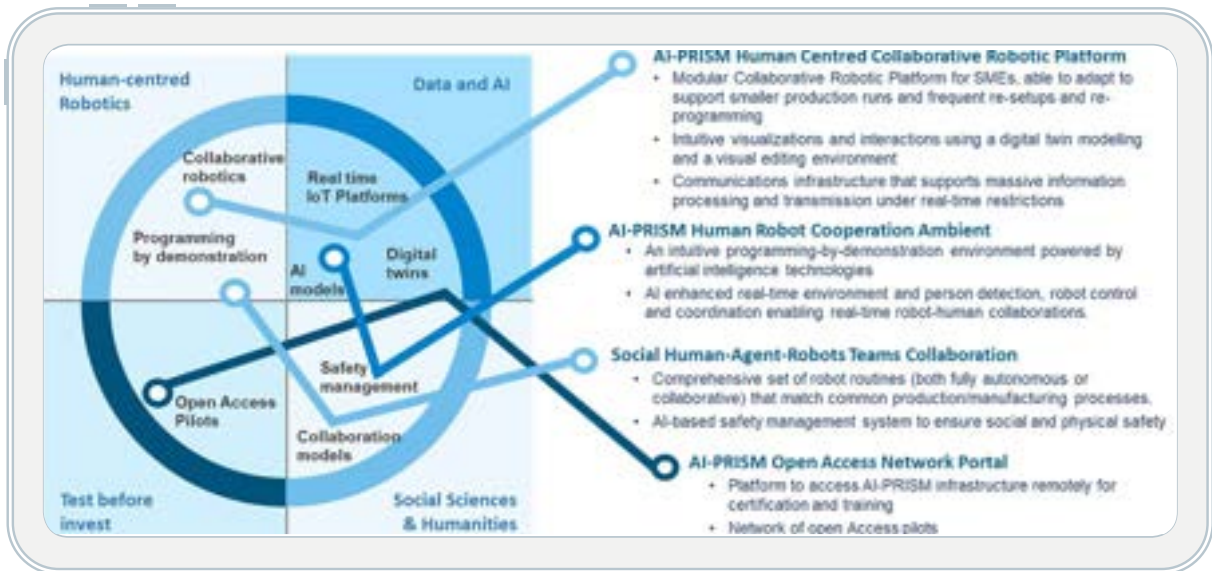 Human-centred
Robotics
Data and AI
Collaborative
robotics
Real time
IoT Platforms
Programming
by demonstration
AI
models
Digital
twins
Safety
management
Open Access
Pilots
Collaboration
models
Test before
invest
Social Sciences
& Humanities
AI-PRISM Human Centred Collaborative Robotic Platform
• Modular Collaborative Robotic Platform for SMEs, able to adapt to
support smaller production runs and frequent re-setups and re-
programming
• Intuitive visualizations and interactions using a digital twin modelling
and a visual editing environment
• Communications infrastructure that supports massive information
processing and transmission under real-time restrictions
AI-PRISM Human Robot Cooperation Ambient
• An intuitive programming-by-demonstration environment powered by
artificial intelligence technologies
• AI enhanced real-time environment and person detection, robot control
and coordination enabling real-time robot-human collaborations.
Social Human-Agent-Robots Teams Collaboration
• Comprehensive set of robot routines (both fully autonomous or
collaborative) that match common production/manufacturing processes.
• AI-based safety management system to ensure social and physical safety
AI-PRISM Open Access Network Portal
• Platform to access AI-PRISM infrastructure remotely for
certification and training
• Network of open Access pilots